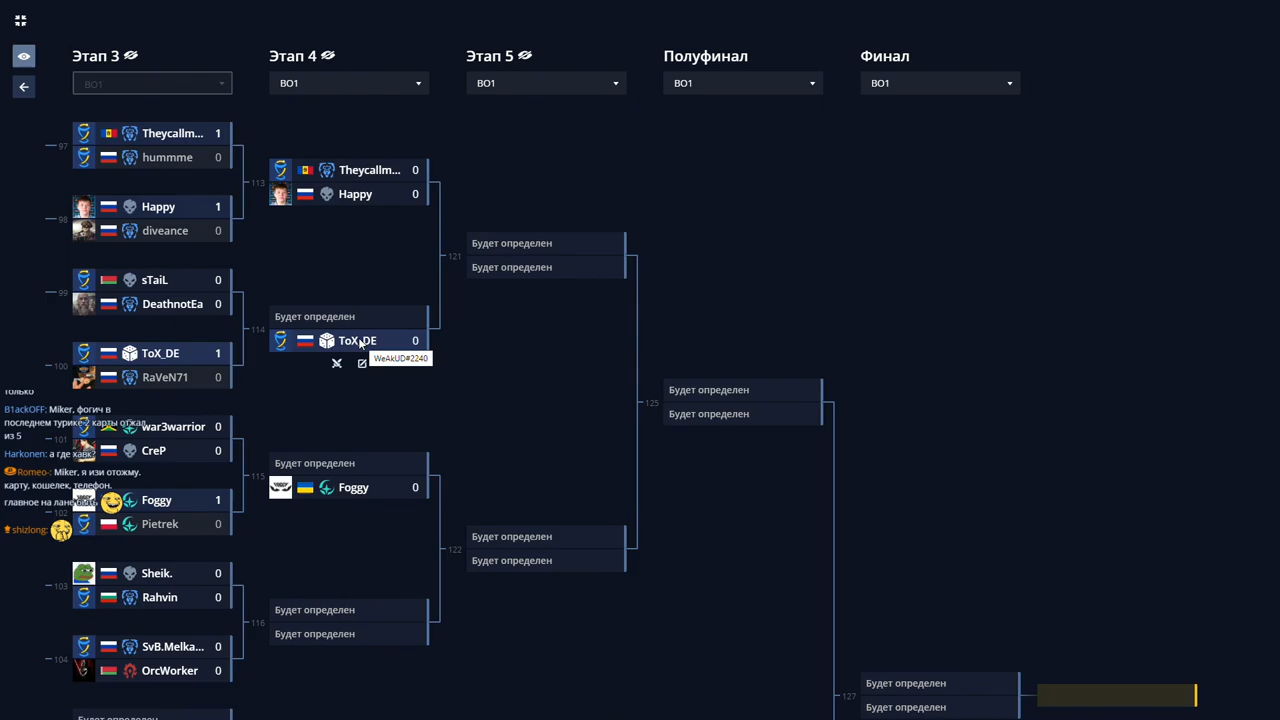 Этап 3
Этап 4
Этап 5
Полуфинал
Финал
BO1
BO1
BO1
BO1
BO1
97
Theycallm... 1
hummme 0
98
Happy 1
diveance 0
99
sTaiL 0
DeathnotEa 0
100
ToX_DE 1
RaVeN71 0
101
war3warrior 0
CreP 0
102
Foggy 1
Pietrek 0
103
Sheik. 0
Rahvin 0
104
SvB.Melka... 0
OrcWorker 0
Будет определен
113
Theycallm... 0
Happy 0
114
Будет определен
ToX_DE 0
WeAkUD#2240
115
Будет определен
Foggy 0
116
Будет определен
Будет определен
121
Будет определен
Будет определен
122
Будет определен
Будет определен
125
Будет определен
Будет определен
127
Будет определен
Будет определен
только
B1ackOFF: Miker, фогич в
последнем турике 2 карты отжал
из 5
Harkonen: а где хавк?
Romeo-: Miker, я изи отожму.
карту, кошелек, телефон.
главное на лане бить
shizlong: